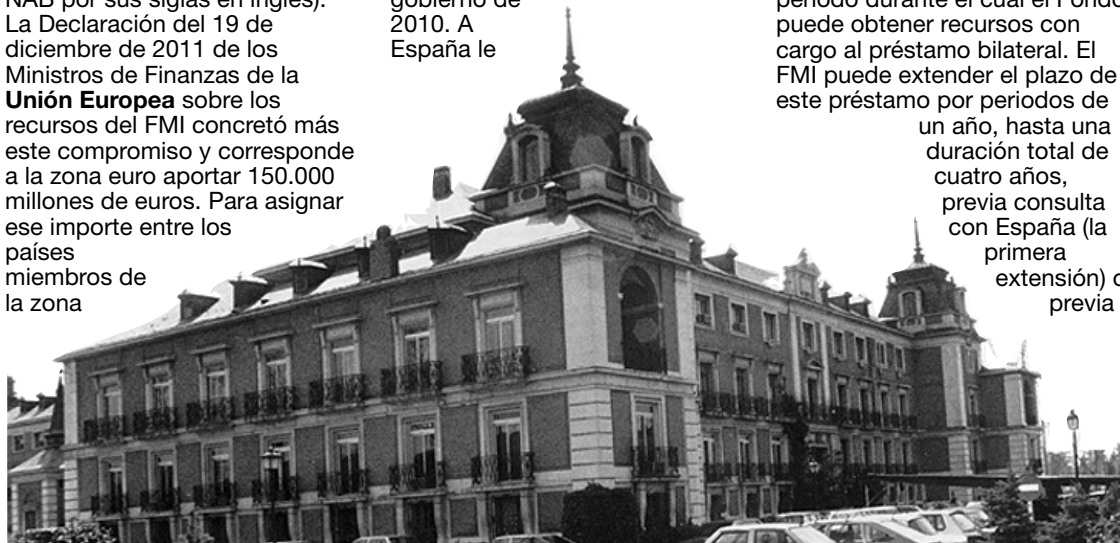 NAB por sus siglas en inglés).
La Declaración del 19 de
diciembre de 2011 de los
Ministros de Finanzas de la
Unión Europea sobre los
recursos del FMI concretó más
este compromiso y corresponde
a la zona euro aportar 150.000
millones de euros. Para asignar
ese importe entre los
países
miembros de
la zona
gobierno de
2010. A
España le
periodo durante el cual el Fondo
puede obtener recursos con
cargo al préstamo bilateral. El
FMI puede extender el plazo de
este préstamo por periodos de
un año, hasta una
duración total de
cuatro años,
previa consulta
con España (la
primera
extensión)
previa